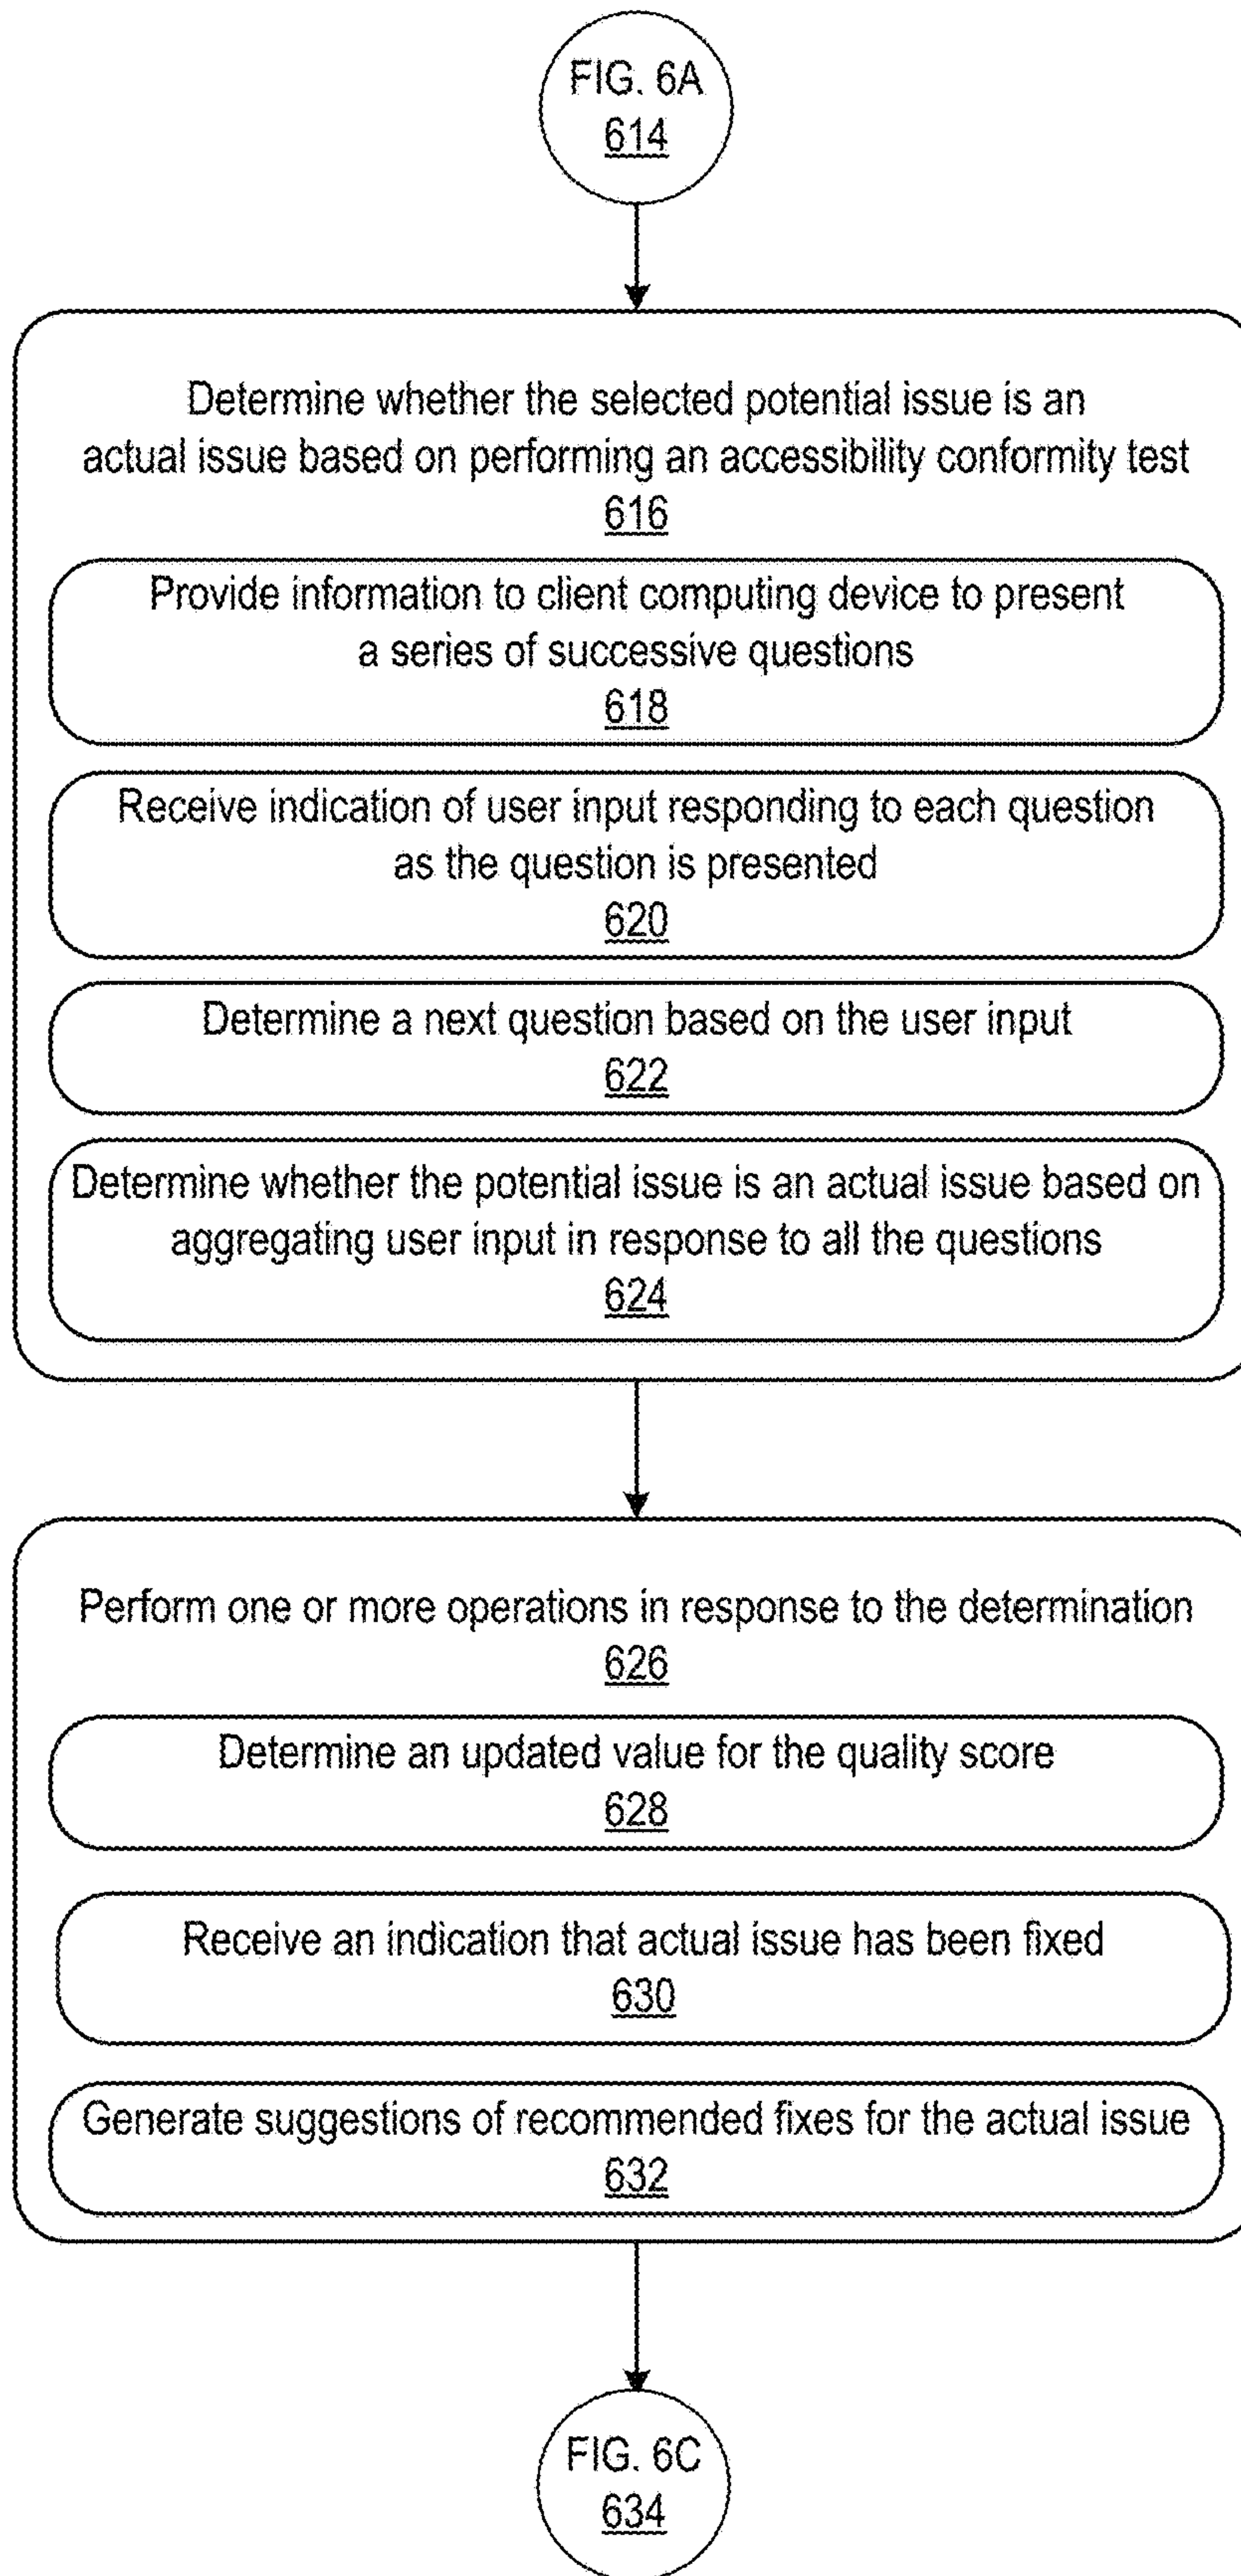 FIG. 6A
614
Determine whether the selected potential issue is an
actual issue based on performing an accessibility conformity test
616
Provide information to client computing device to present
a series of successive questions
618
Receive indication of user input responding to each question
as the question is presented
620
Determine a next question based on the user input
622
Determine whether the potential issue is an actual issue based on
aggregating user input in response to all the questions
624
Perform one or more operations in response to the determination
626
Determine an updated value for the quality score
628
Receive an indication that actual issue has been fixed
630
Generate suggestions of recommended fixes for the actual issue
632
FIG. 6C
634